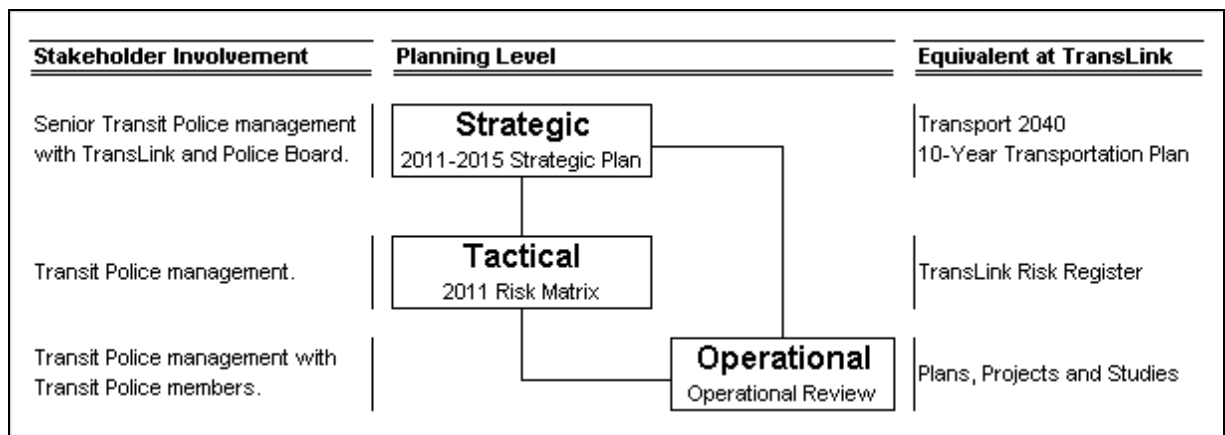 Stakeholder Involvement
Planning Level
Equivalent at TransLink
Senior Transit Police management
with TransLink and Police Board.
Strategic
2011-2015 Strategic Plan
Transport 2040
10-Year Transportation Plan
Transit Police management.
Tactical
2011 Risk Matrix
TransLink Risk Register
Transit Police management with
Transit Police members.
Operational
Operational Review
Plans, Projects and Studies